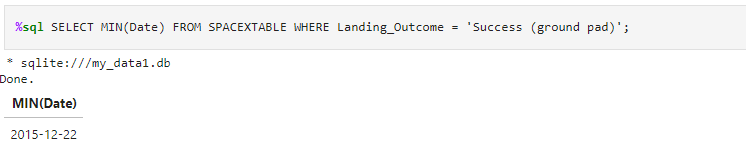 %sql SELECT MIN(Date) FROM SPACEXTABLE WHERE Landing_Outcome = 'Success (ground pad)';
* sqlite:///my_data1.db
Done.
MIN(Date)
2015-12-22